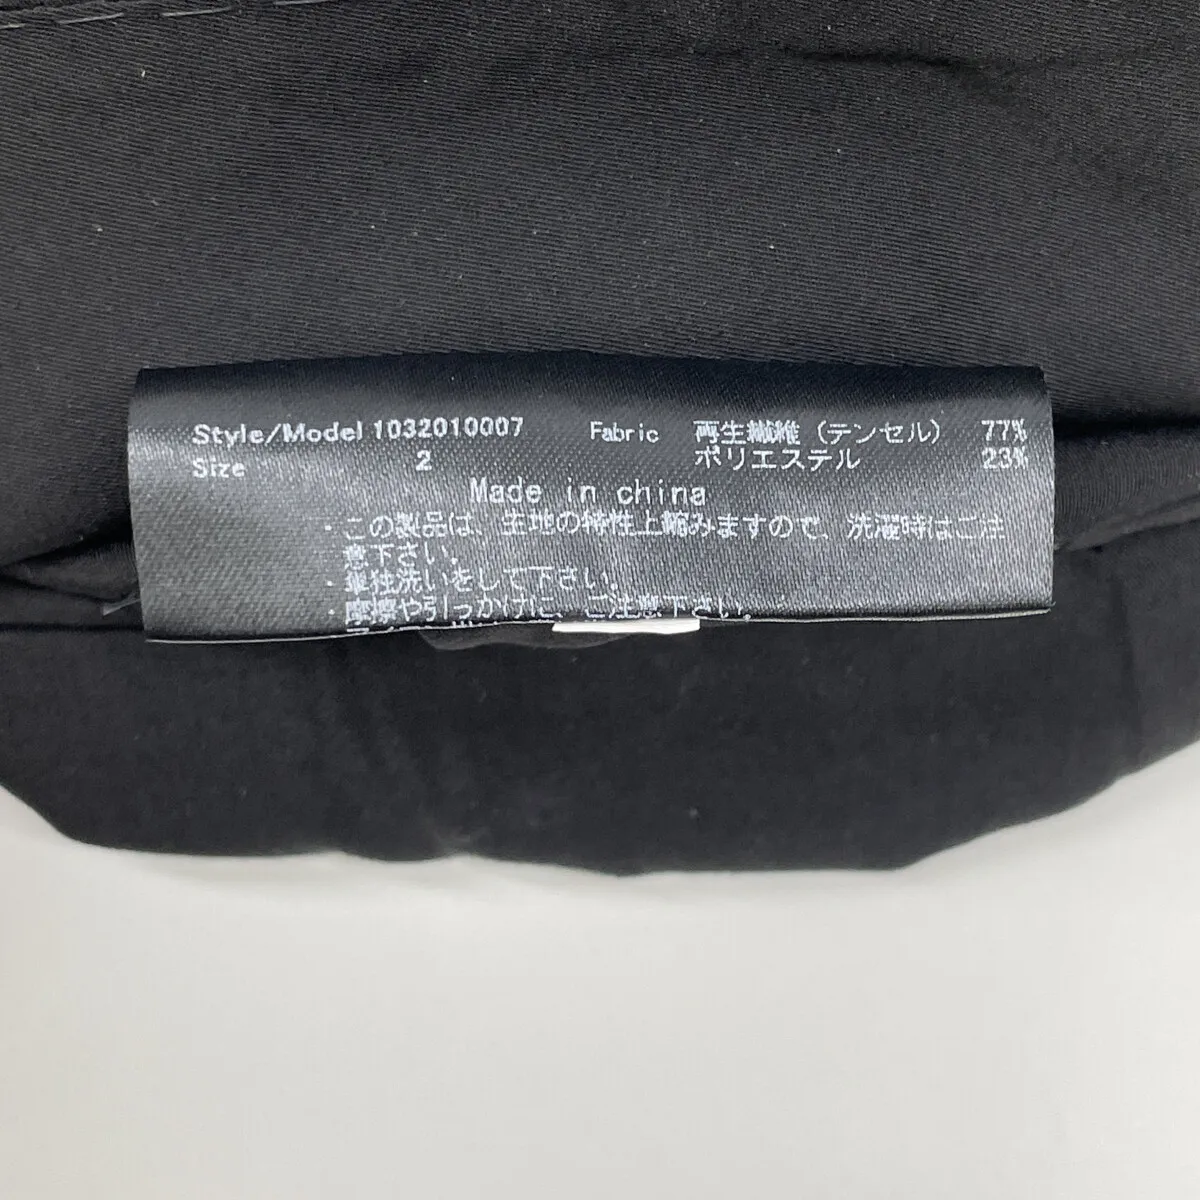 Style/Model 1032010007 Fabric 再生繊維（テンセル） 77%
Size 2 ポリエステル 23%
Made in china
・この製品は、生地の特性上縮みますので、洗濯時はご注
意下さい。
・単独洗いをして下さい。
・摩擦や引っかけに、ご注意下さい。